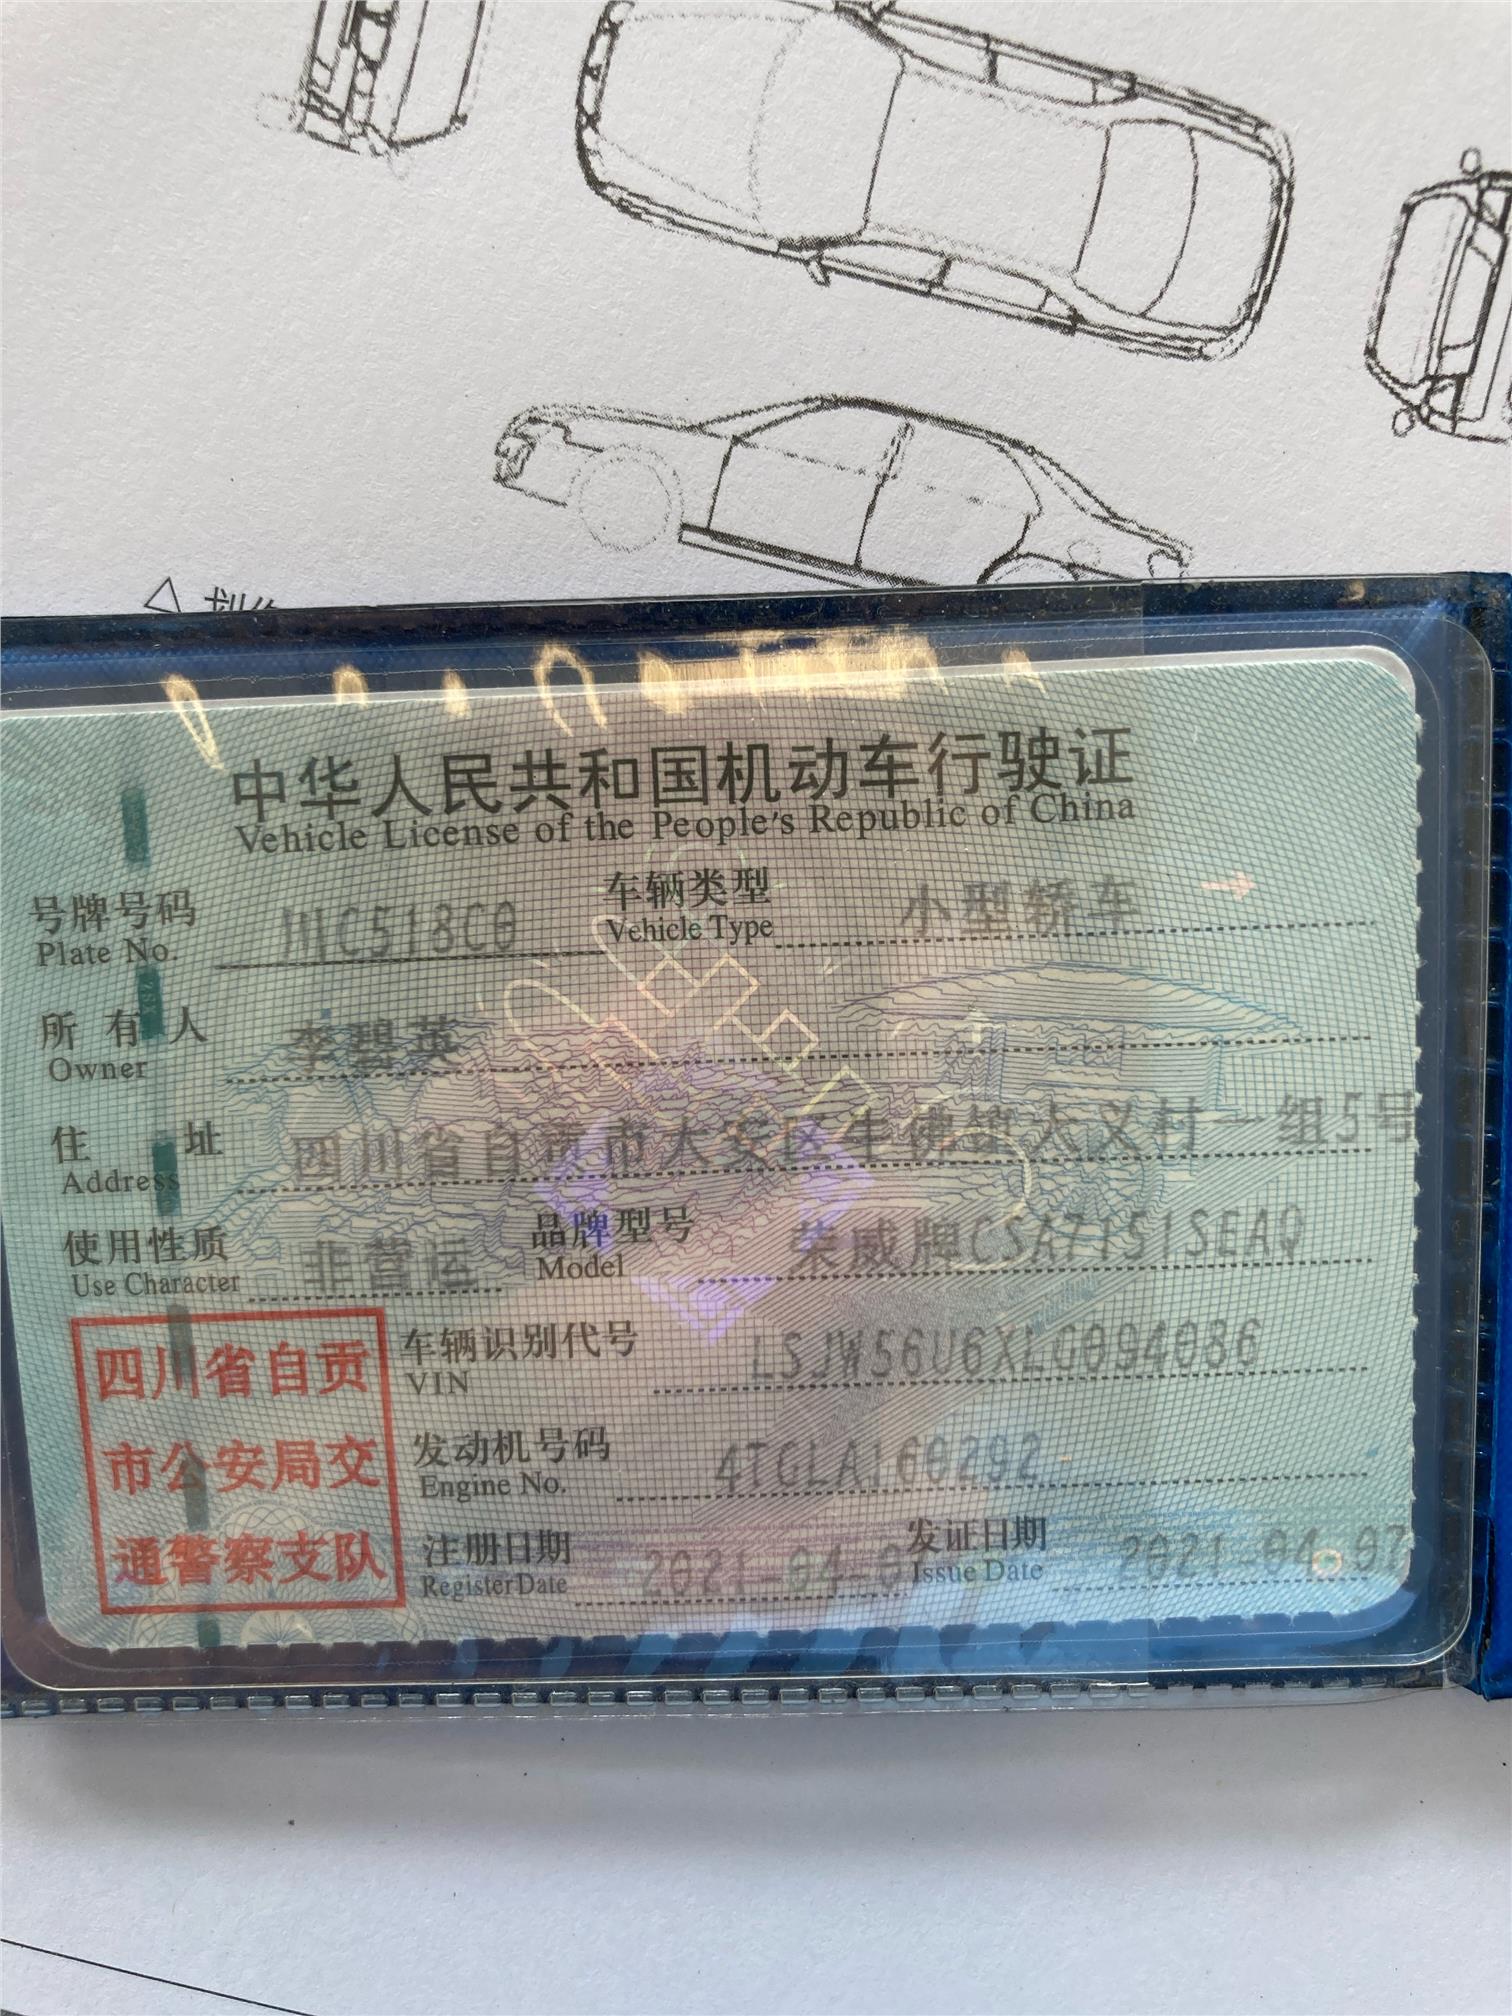 中华人民共和国机动车行驶证
Vehicle License of the People's Republic of China
号牌号码 川C518C0 车辆类型 小型轿车
Plate No. Vehicle Type
所有人 李碧英
Owner
住址 四川省自贡市大安区牛佛镇大义村一组5号
Address
使用性质 非营运 品牌型号 荣威牌CSA7151SEAQ
Use Character Model
四川省自贡
市公安局交
通警察支队
车辆识别代号 LSJW56U6XLG094036
VIN
发动机号码 4TGLA160292
Engine No.
注册日期 2021-04-07 发证日期 2021-04-07
Register Date Issue Date